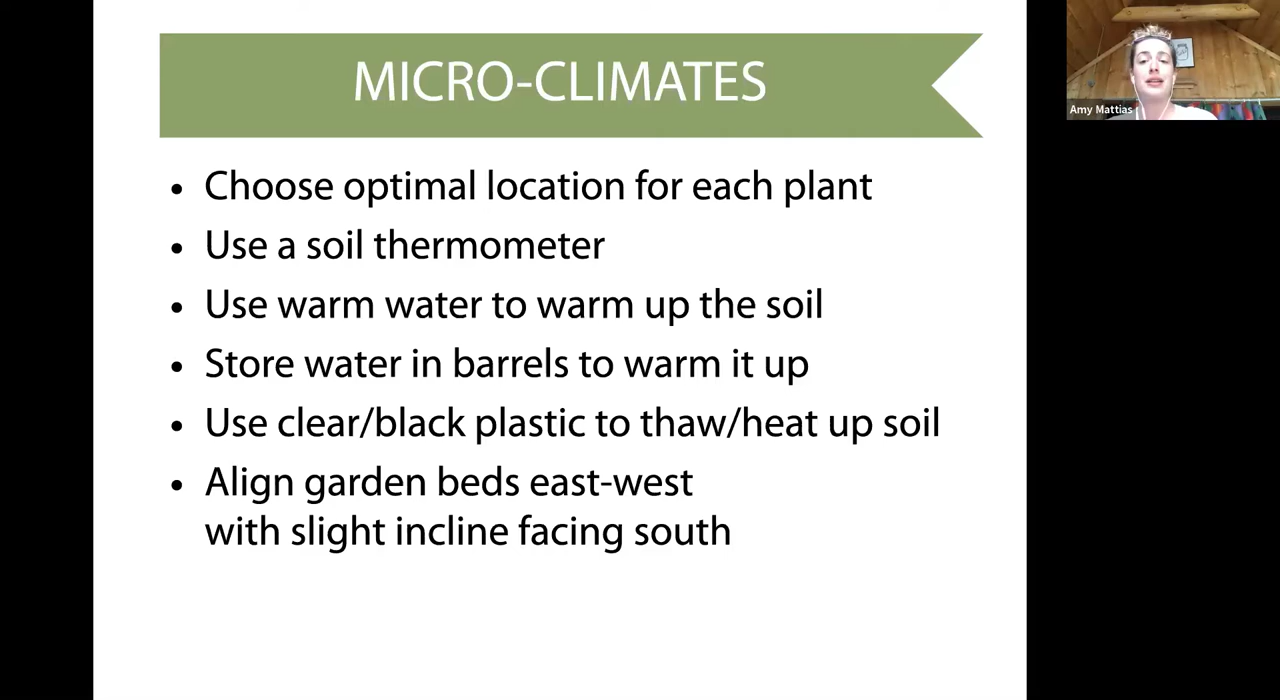 MICRO-CLIMATES
• Choose optimal location for each plant
• Use a soil thermometer
• Use warm water to warm up the soil
• Store water in barrels to warm it up
• Use clear/black plastic to thaw/heat up soil
• Align garden beds east-west
with slight incline facing south
Amy Mattias